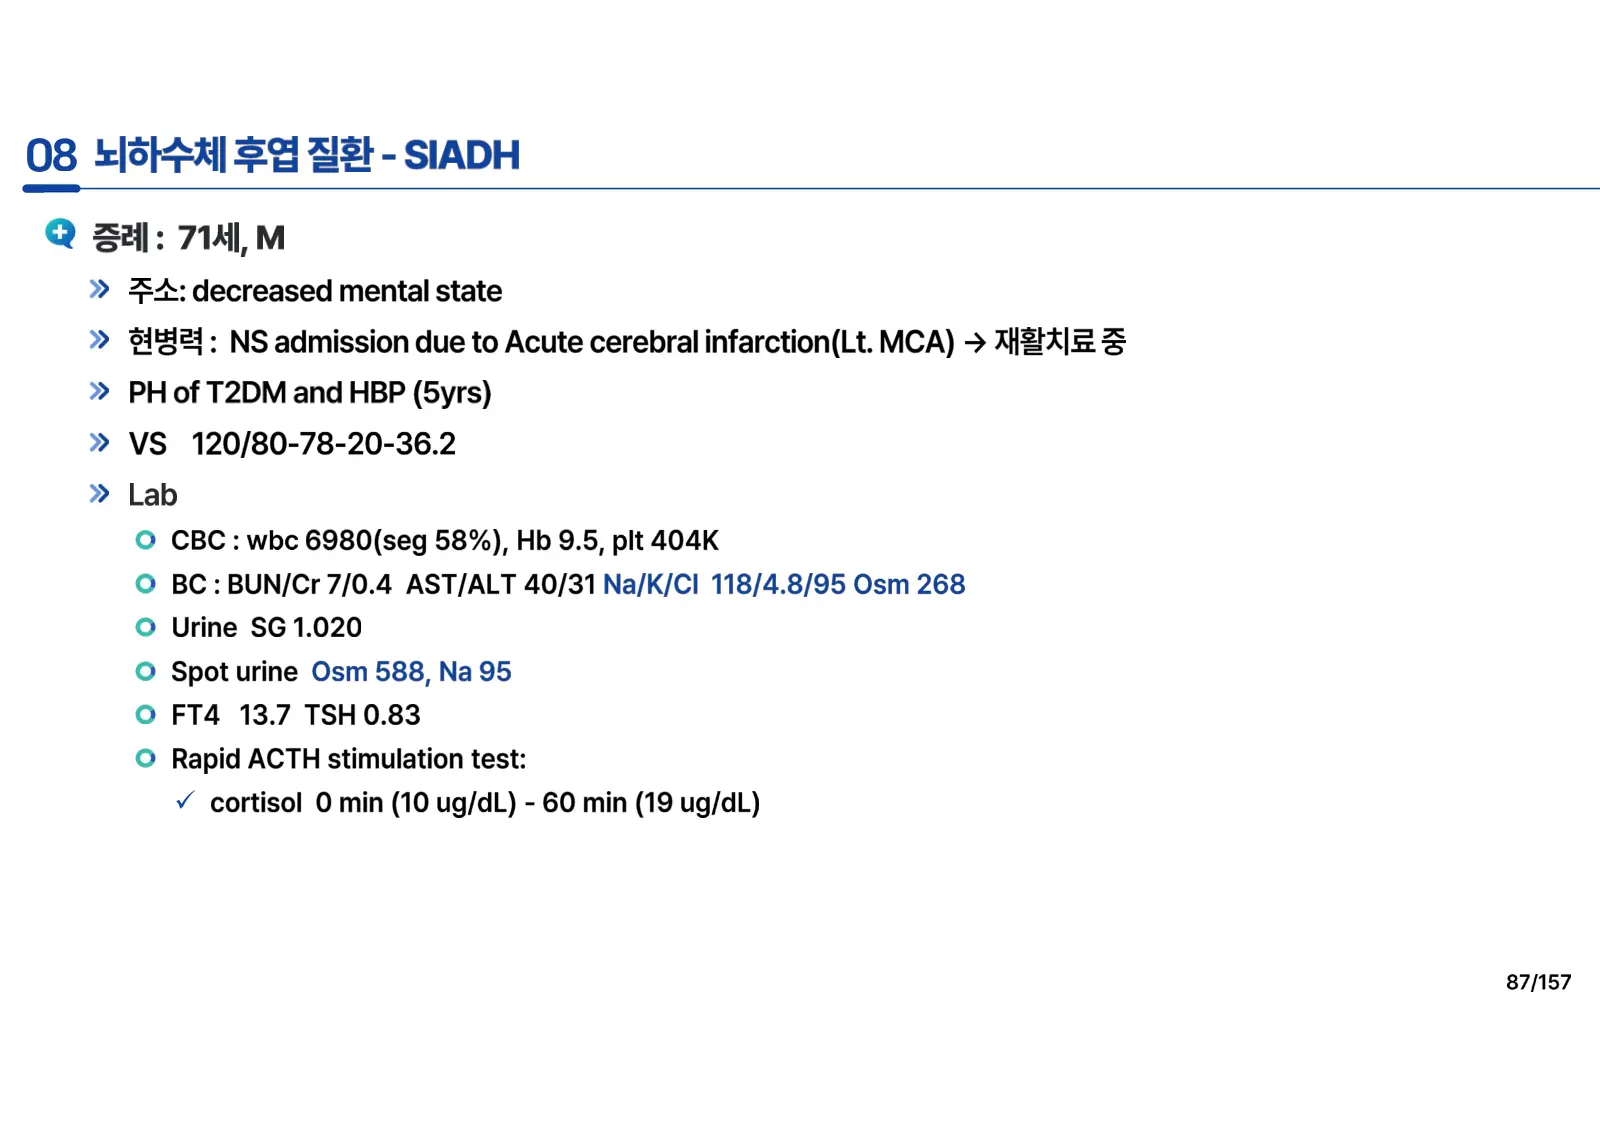 08 뇌하수체 후엽 질환 - SIADH
증례 : 71세, M
주소: decreased mental state
현병력 : NS admission due to Acute cerebral infarction(Lt. MCA) → 재활치료 중
PH of T2DM and HBP (5yrs)
VS 120/80-78-20-36.2
Lab
CBC : wbc 6980(seg 58%), Hb 9.5, plt 404K
BC : BUN/Cr 7/0.4 AST/ALT 40/31 Na/K/Cl 118/4.8/95 Osm 268
Urine SG 1.020
Spot urine Osm 588, Na 95
FT4 13.7 TSH 0.83
Rapid ACTH stimulation test:
✓ cortisol 0 min (10 ug/dL) - 60 min (19 ug/dL)
87/157